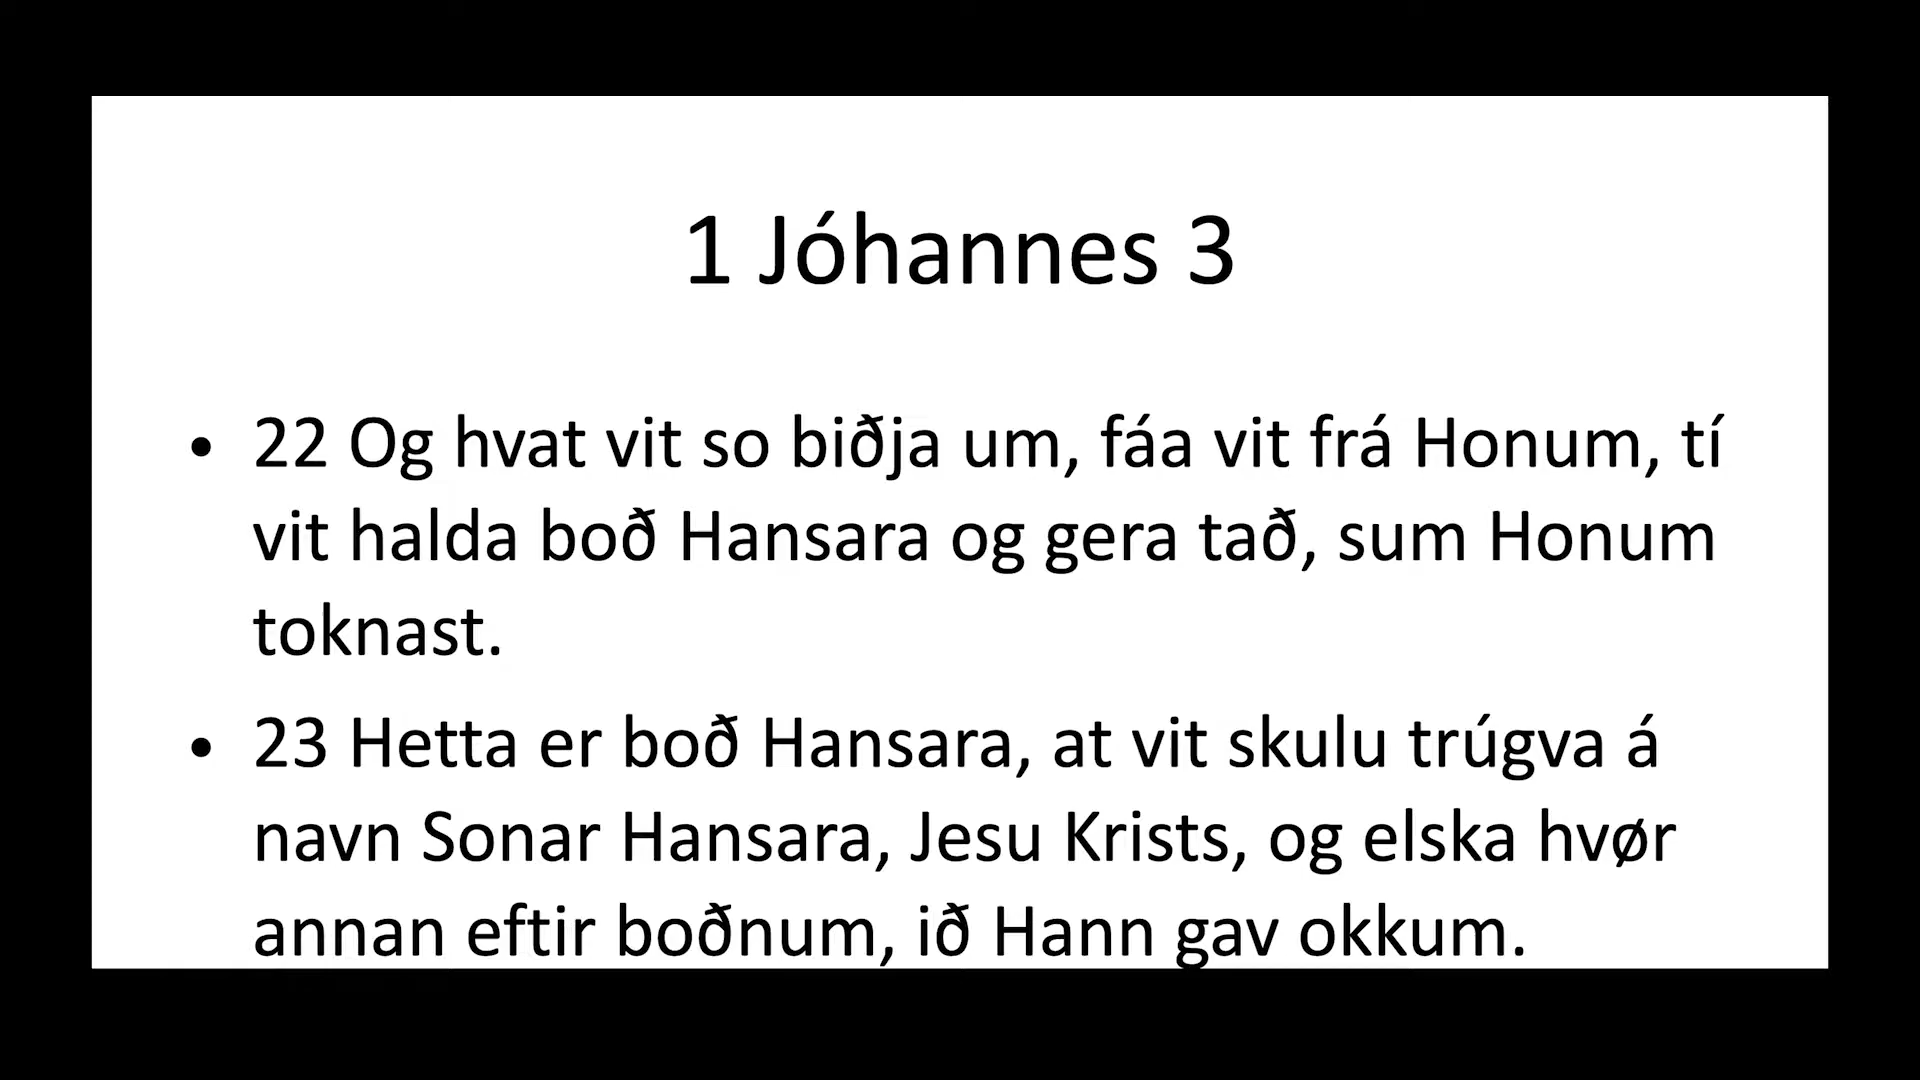 1 Jóhannes 3
• 22 Og hvat vit so biðja um, fáa vit frá Honum, tí
vit halda boð Hansara og gera tað, sum Honum
toknast.
• 23 Hetta er boð Hansara, at vit skulu trúgva á
navn Sonar Hansara, Jesu Krists, og elska hvør
annan eftir boðnum, ið Hann gav okkum.